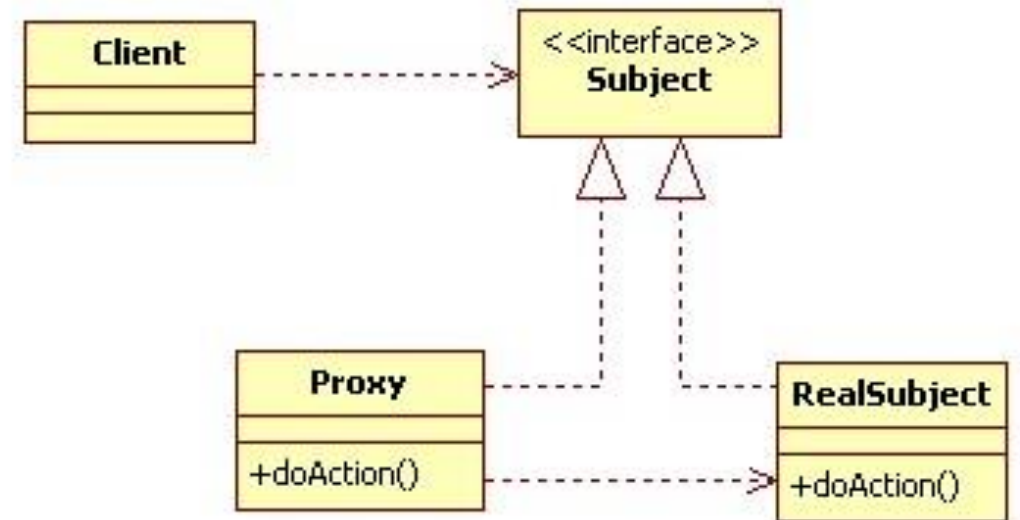 Client
<<interface>>
Subject
Proxy
+doAction()
RealSubject
+doAction()